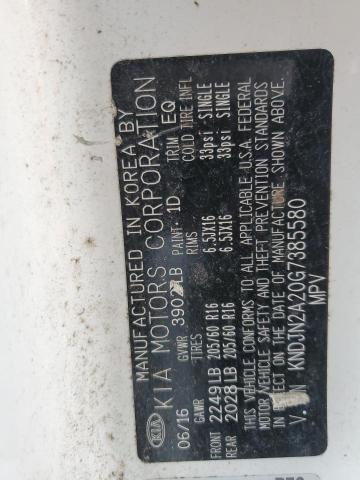 MANUFACTURED IN KOREA BY
KIA KIA MOTORS CORPORATION
06/16 GVWR 3902LB PAINT 1D TRIM EQ
GAWR TIRES RIMS COLD TIRE INFL
FRONT 2249LB 205/60 R16 6.5JX16 33psi SINGLE
REAR 2028LB 205/60 R16 6.5JX16 33psi SINGLE
THIS VEHICLE CONFORMS TO ALL APPLICABLE U.S.A. FEDERAL
MOTOR VEHICLE SAFETY AND THEFT PREVENTION STANDARDS
IN EFFECT ON THE DATE OF MANUFACTURE SHOWN ABOVE.
V. N KNDJN2A20G7385580
MPV